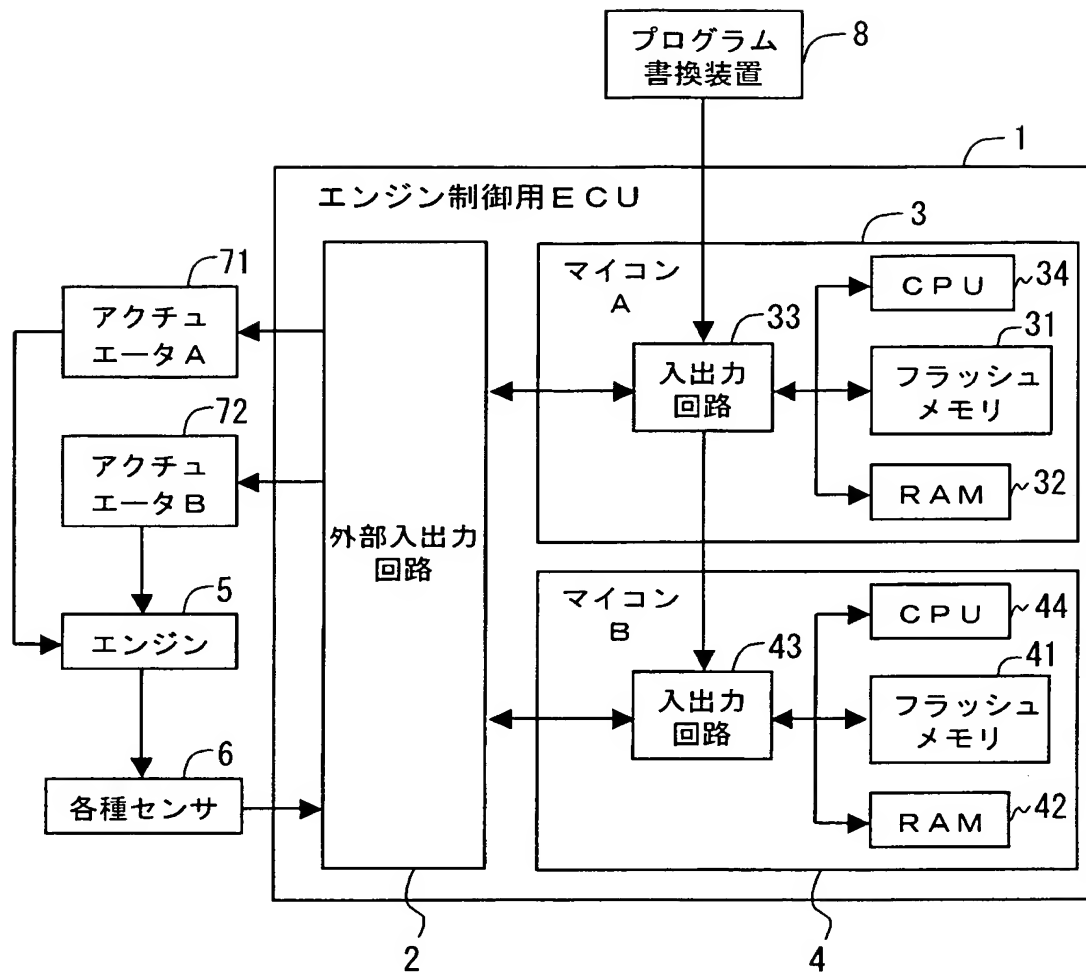 プログラム
書換装置
8
1
エンジン制御用ECU
3
マイコン
A
CPU
34
33
31
入出力
回路
フラッシュ
メモリ
RAM
32
71
アクチュ
エータA
72
アクチュ
エータB
外部入出力
回路
5
エンジン
6
各種センサ
マイコン
B
CPU
44
43
41
入出力
回路
フラッシュ
メモリ
RAM
42
2
4